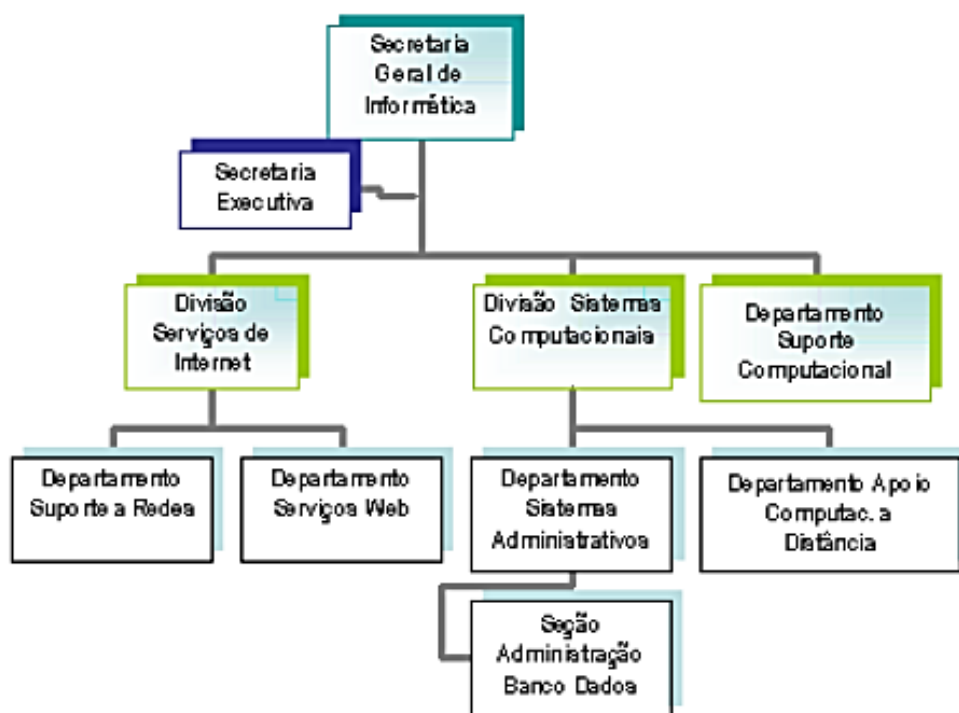 Secretaria
Geral de
Informática
Secretaria
Executiva
Divisão
Serviços de
Internet
Divisão Sistemas
Computacionais
Departamento
Suporte
Computacional
Departamento
Suporte a Redes
Departamento
Serviços Web
Departamento
Sistemas
Administrativos
Departamento Apoio
Computac. a
Distância
Seção
Administração
Banco Dados